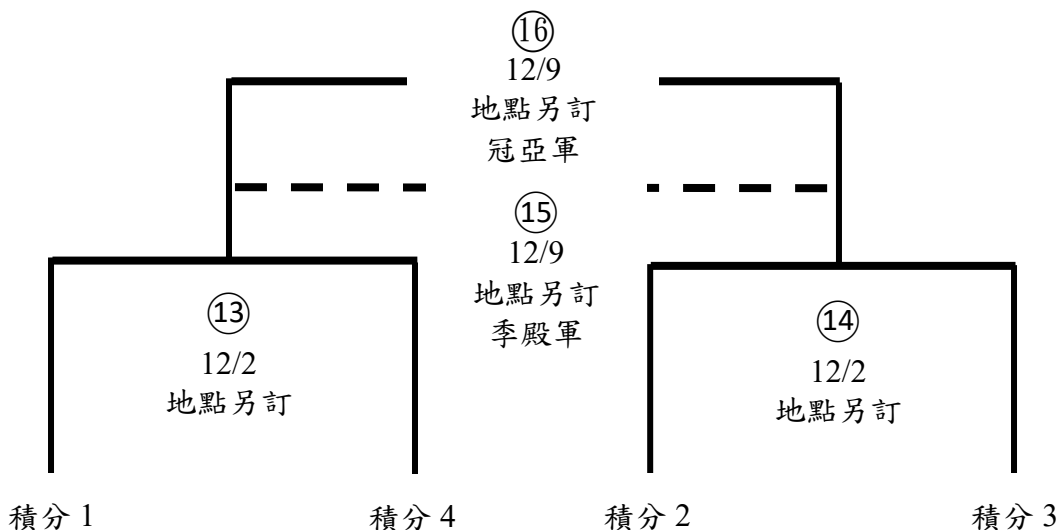 ⑯
12/9
地點另訂
冠亞軍
⑮
12/9
地點另訂
季殿軍
⑬
12/2
地點另訂
⑭
12/2
地點另訂
積分 1
積分 4
積分 2
積分 3